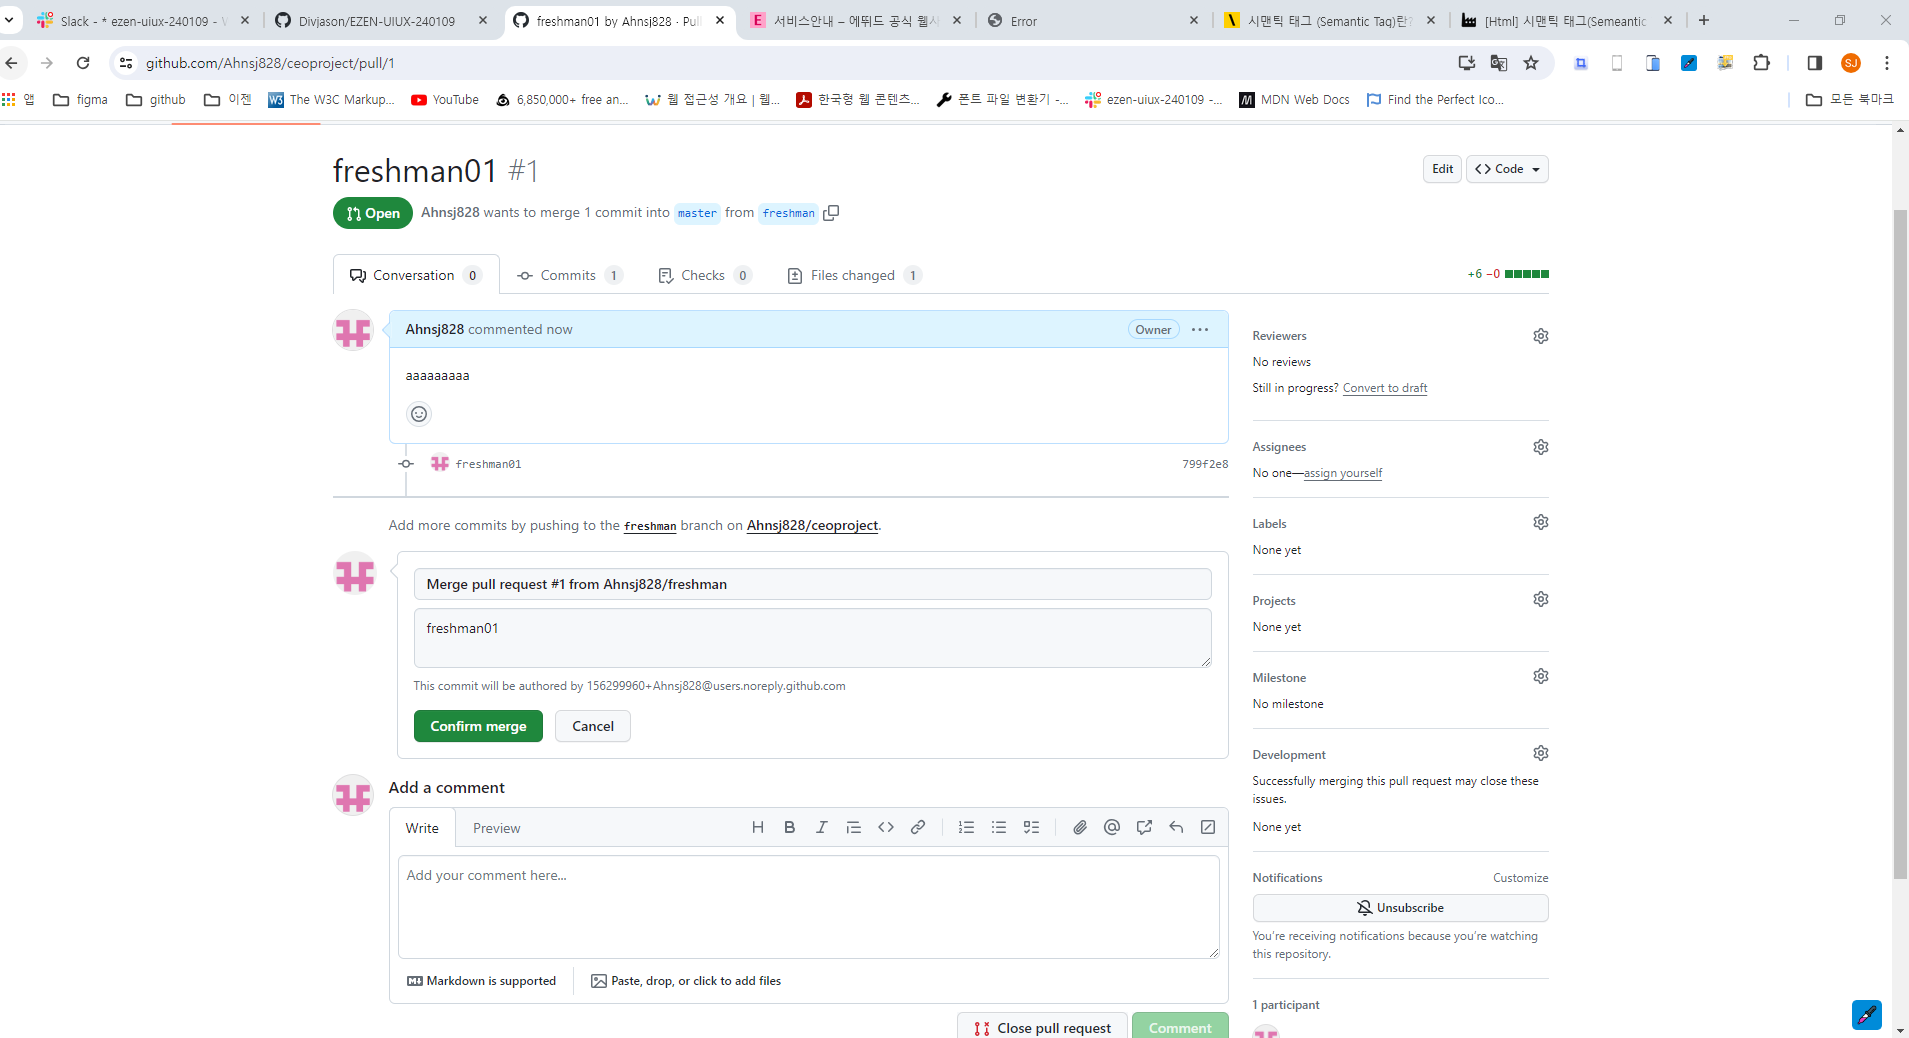 Slack - * ezen-uiux-240109 - V
Divjason/EZEN-UIUX-240109
freshman01 by Ahnsj828 · Pull
서비스안내 – 에뛰드 공식 웹사
Error
시맨틱 태그 (Semantic Tag)란?
[Html] 시맨틱 태그(Semeantic
github.com/Ahnsj828/ceoproject/pull/1
SJ
앱
figma
github
이젠
The W3C Markup...
YouTube
6,850,000+ free an...
웹 접근성 개요 | 웹...
한국형 웹 콘텐츠...
폰트 파일 변환기 -...
ezen-uiux-240109 -...
MDN Web Docs
Find the Perfect Ico...
모든 북마크
freshman01 #1
Edit
Code
Open
Ahnsj828 wants to merge 1 commit into master from freshman
Conversation 0
Commits 1
Checks 0
Files changed 1
+6 −0
Ahnsj828 commented now
Owner
aaaaaaaaa
freshman01
799f2e8
Add more commits by pushing to the freshman branch on Ahnsj828/ceoproject.
Merge pull request #1 from Ahnsj828/freshman
freshman01
This commit will be authored by 156299960+Ahnsj828@users.noreply.github.com
Confirm merge
Cancel
Add a comment
Write
Preview
Add your comment here...
Markdown is supported
Paste, drop, or click to add files
Close pull request
Comment
Reviewers
No reviews
Still in progress? Convert to draft
Assignees
No one—assign yourself
Labels
None yet
Projects
None yet
Milestone
No milestone
Development
Successfully merging this pull request may close these
issues.
None yet
Notifications
Customize
Unsubscribe
You're receiving notifications because you're watching
this repository.
1 participant